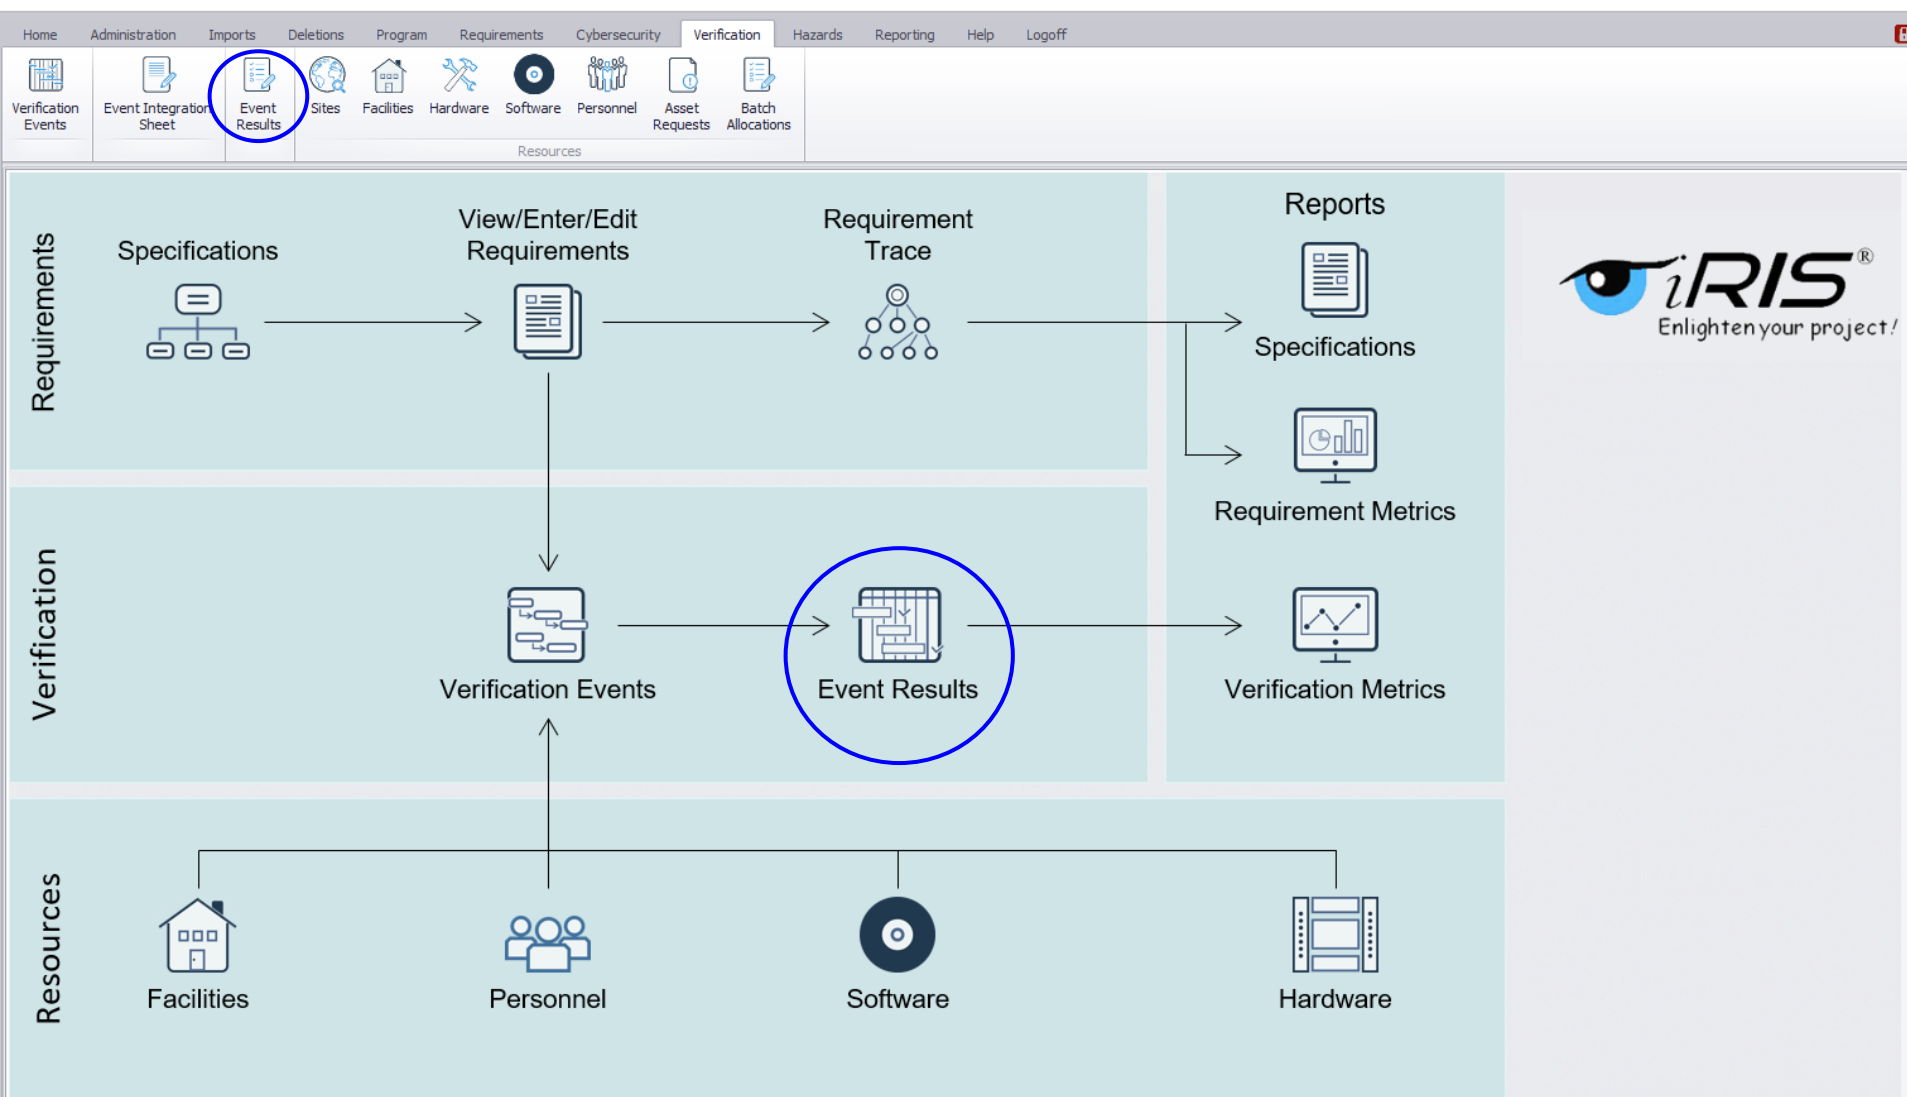 Home Administration Imports Deletions Program Requirements Cybersecurity Verification Hazards Reporting Help Logoff
Verification
Events
Event Integration
Sheet
Event
Results
Sites
Facilities
Hardware
Software
Personnel
Asset
Requests
Batch
Allocations
Resources
Requirements
Specifications
View/Enter/Edit
Requirements
Requirement
Trace
Reports
Specifications
Requirement Metrics
iRIS®
Enlighten your project!
Verification
Verification Events
Event Results
Verification Metrics
Resources
Facilities
Personnel
Software
Hardware